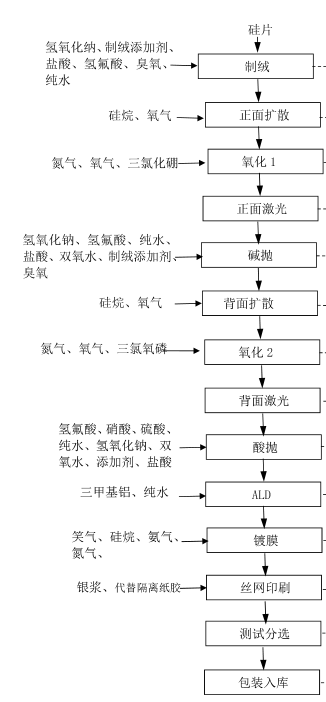 硅片
氢氧化纳、制绒添加剂、
盐酸、氢氟酸、臭氧、
纯水
制绒
硅烷、氧气
正面扩散
氮气、氧气、三氯化硼
氧化1
正面激光
氢氧化钠、氢氟酸、纯水、
盐酸、双氧水、制绒添加剂、
臭氧
碱抛
硅烷、氧气
背面扩散
氮气、氧气、三氯氧磷
氧化2
背面激光
氢氟酸、硝酸、硫酸、
纯水、氢氧化钠、双
氧水、添加剂、盐酸
酸抛
三甲基铝、纯水
ALD
笑气、硅烷、氨气、
氮气、
镀膜
银浆、代替隔离纸胶
丝网印刷
测试分选
包装入库